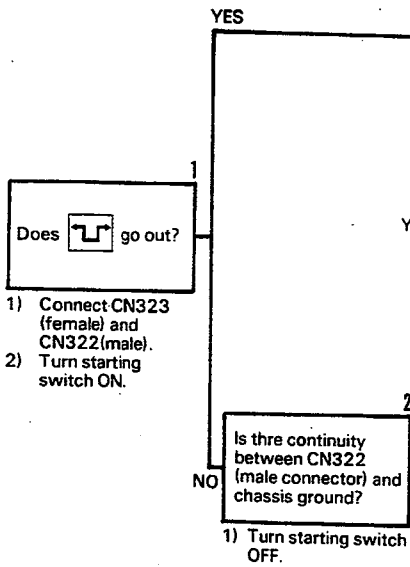 YES
1
Does go out?
1) Connect CN323
(female) and
CN322(male).
2) Turn starting
switch ON.
Y
2
Is thre continuity
between CN322
(male connector) and
chassis ground?
NO
1) Turn starting switch
OFF.